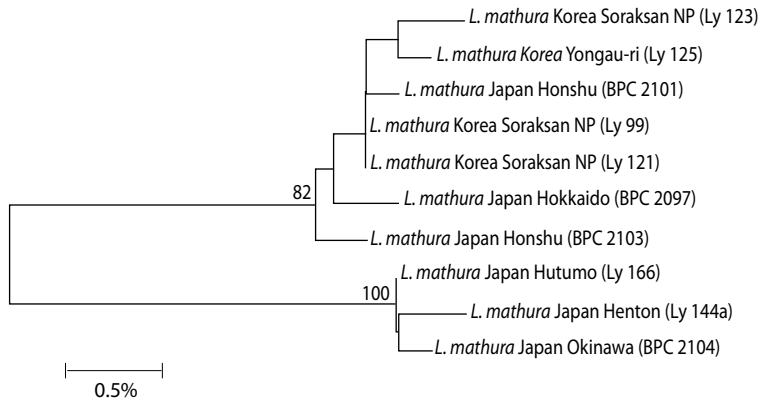 L. mathura Korea Soraksan NP (Ly 123)
L. mathura Korea Yongau-ri (Ly 125)
L. mathura Japan Honshu (BPC 2101)
L. mathura Korea Soraksan NP (Ly 99)
L. mathura Korea Soraksan NP (Ly 121)
82
L. mathura Japan Hokkaido (BPC 2097)
L. mathura Japan Honshu (BPC 2103)
L. mathura Japan Hutumo (Ly 166)
100
L. mathura Japan Henton (Ly 144a)
L. mathura Japan Okinawa (BPC 2104)
0.5%